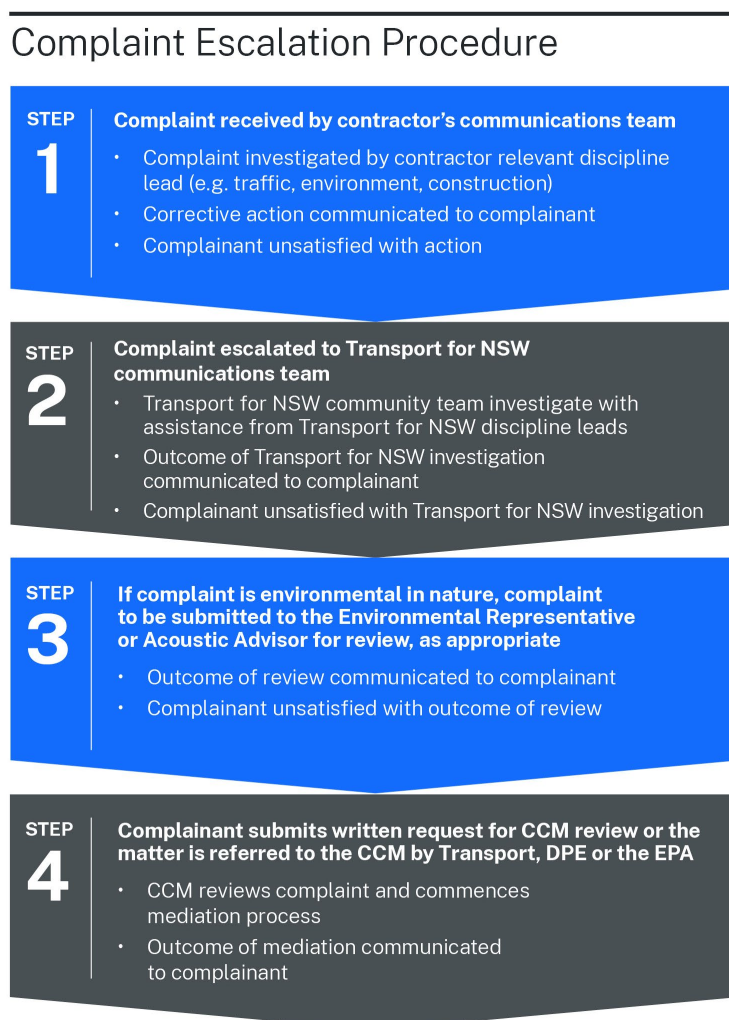 Complaint Escalation Procedure
STEP
1
Complaint received by contractor’s communications team
• Complaint investigated by contractor relevant discipline
lead (e.g. traffic, environment, construction)
• Corrective action communicated to complainant
• Complainant unsatisfied with action
STEP
2
Complaint escalated to Transport for NSW
communications team
• Transport for NSW community team investigate with
assistance from Transport for NSW discipline leads
• Outcome of Transport for NSW investigation
communicated to complainant
• Complainant unsatisfied with Transport for NSW investigation
STEP
3
If complaint is environmental in nature, complaint
to be submitted to the Environmental Representative
or Acoustic Advisor for review, as appropriate
• Outcome of review communicated to complainant
• Complainant unsatisfied with outcome of review
STEP
4
Complainant submits written request for CCM review or the
matter is referred to the CCM by Transport, DPE or the EPA
• CCM reviews complaint and commences
mediation process
• Outcome of mediation communicated
to complainant